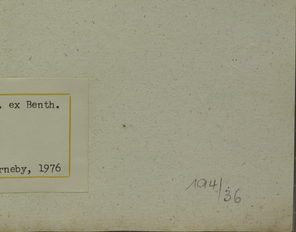 . ex Benth.
rneby, 1976
194/36